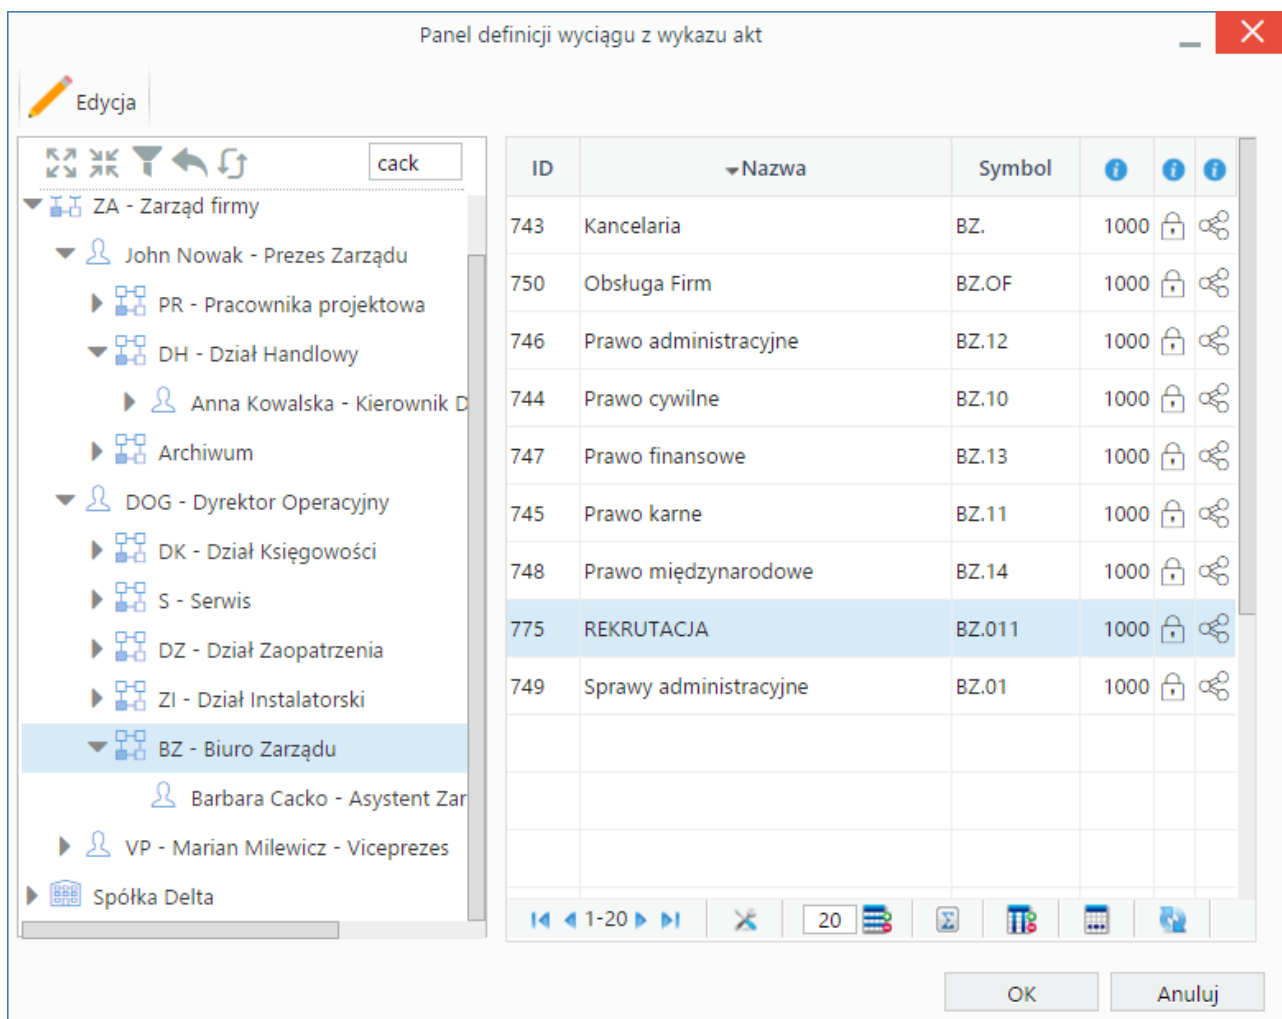 Panel definicji wyciągu z wykazu akt
Edycja
cack
ZA - Zarząd firmy
John Nowak - Prezes Zarządu
PR - Pracownika projektowa
DH - Dział Handlowy
Anna Kowalska - Kierownik D
Archiwum
DOG - Dyrektor Operacyjny
DK - Dział Księgowości
S - Serwis
DZ - Dział Zaopatrzenia
ZI - Dział Instalatorski
BZ - Biuro Zarządu
Barbara Cacko - Asystent Zar
VP - Marian Milewicz - Viceprezes
Spółka Delta
ID Nazwa Symbol
743 Kancelaria BZ. 1000
750 Obsługa Firm BZ.OF 1000
746 Prawo administracyjne BZ.12 1000
744 Prawo cywilne BZ.10 1000
747 Prawo finansowe BZ.13 1000
745 Prawo karne BZ.11 1000
748 Prawo międzynarodowe BZ.14 1000
775 REKRUTACJA BZ.011 1000
749 Sprawy administracyjne BZ.01 1000
1-20 20
OK Anuluj